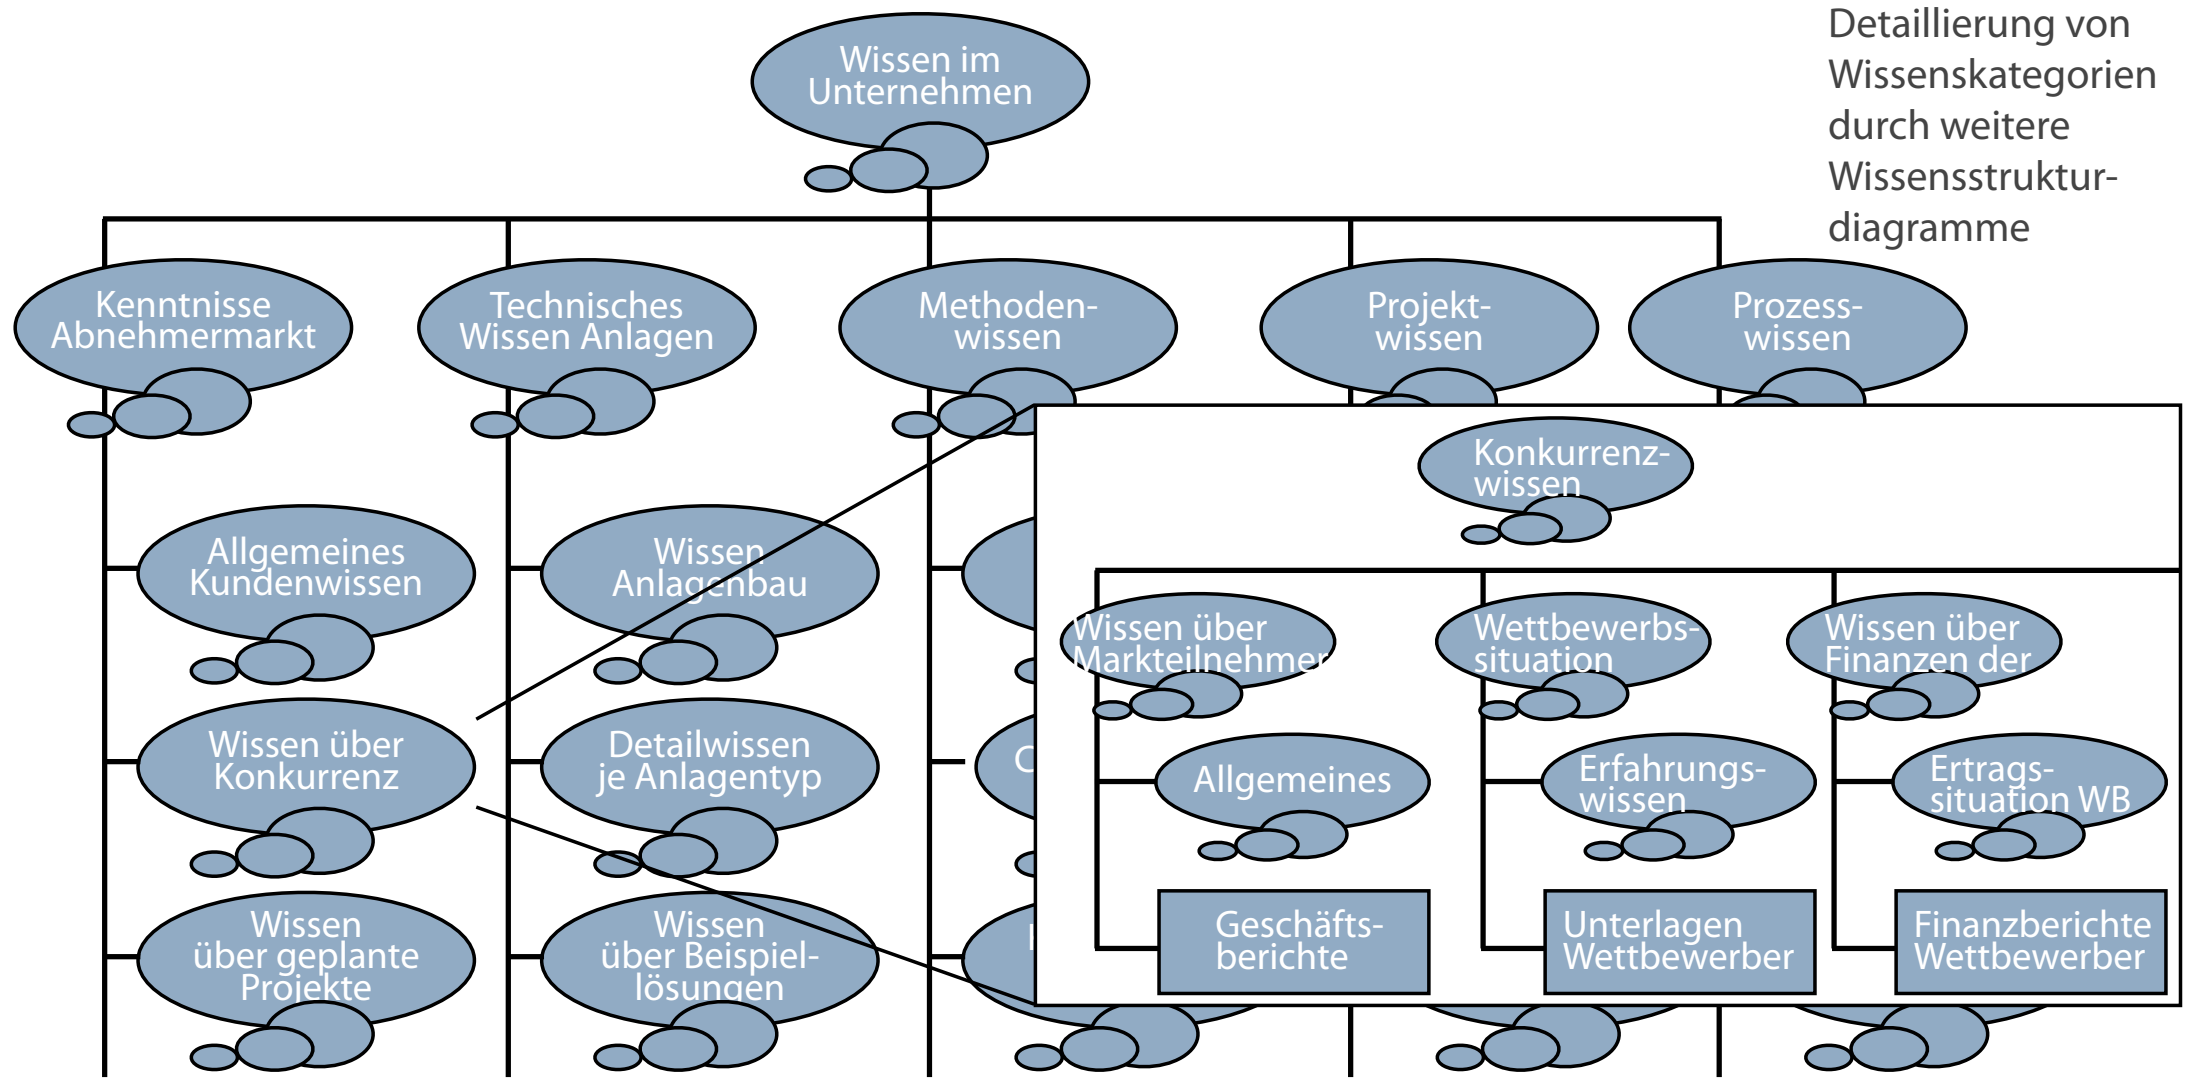 Detaillierung von
Wissenskategorien
durch weitere
Wissensstruktur-
diagramme
Wissen im
Unternehmen
Kenntnisse
Abnehmermarkt
Technisches
Wissen Anlagen
Methoden-
wissen
Projekt-
wissen
Prozess-
wissen
Allgemeines
Kundenwissen
Wissen
Anlagenbau
Wissen über
Konkurrenz
Detailwissen
je Anlagentyp
Wissen
über geplante
Projekte
Wissen
über Beispiel-
lösungen
Konkurrenz-
wissen
Wissen über
Markteilnehmer
Wettbewerbs-
situation
Wissen über
Finanzen der
Allgemeines
Erfahrungs-
wissen
Ertrags-
situation WB
Geschäfts-
berichte
Unterlagen
Wettbewerber
Finanzberichte
Wettbewerber